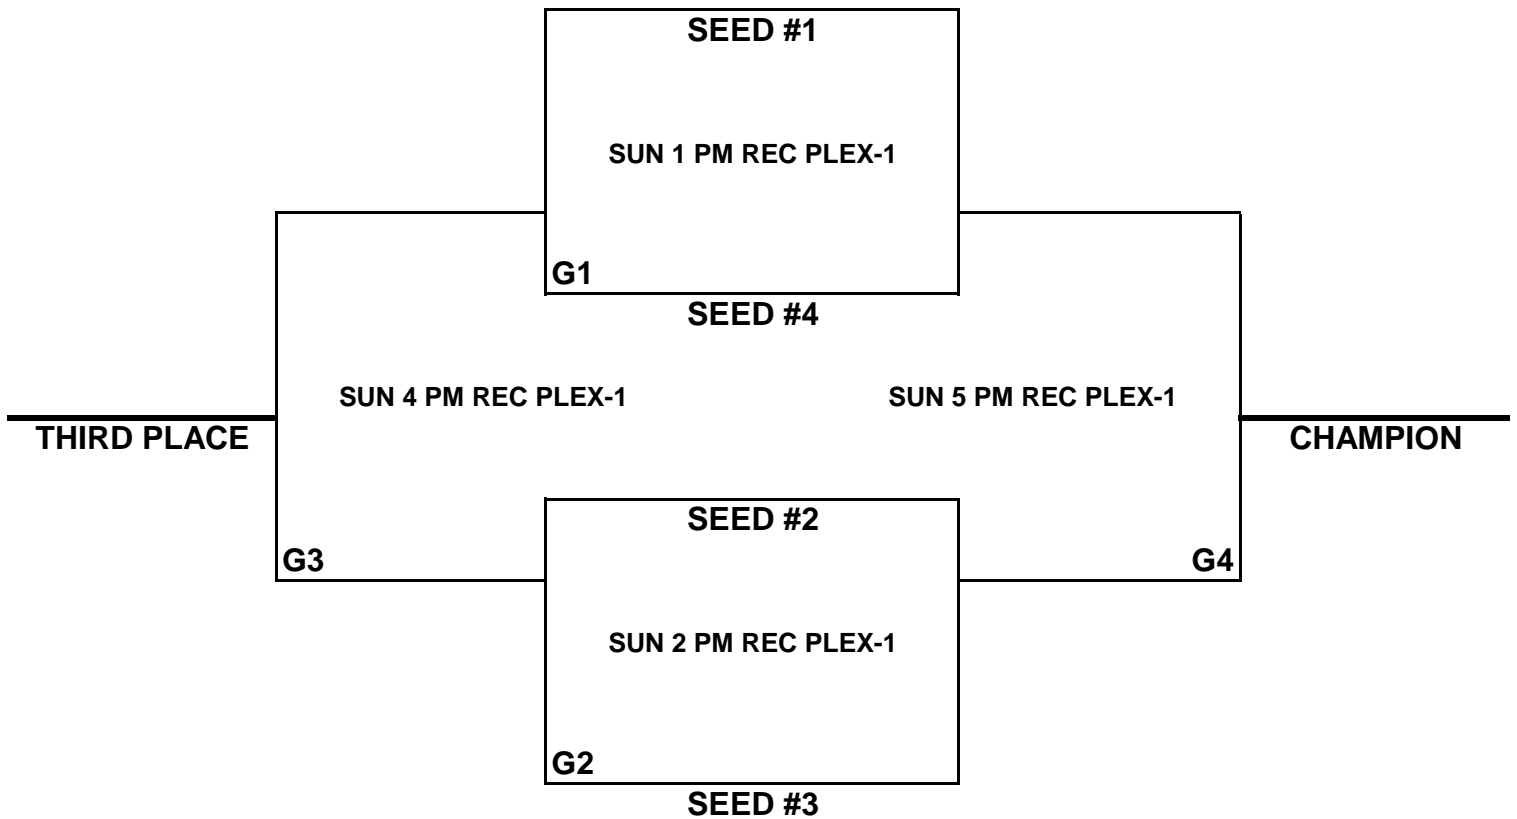 SEED #1
SUN 1 PM REC PLEX-1
G1
SEED #4
SUN 4 PM REC PLEX-1
SUN 5 PM REC PLEX-1
THIRD PLACE
CHAMPION
SEED #2
G3
G4
SUN 2 PM REC PLEX-1
G2
SEED #3